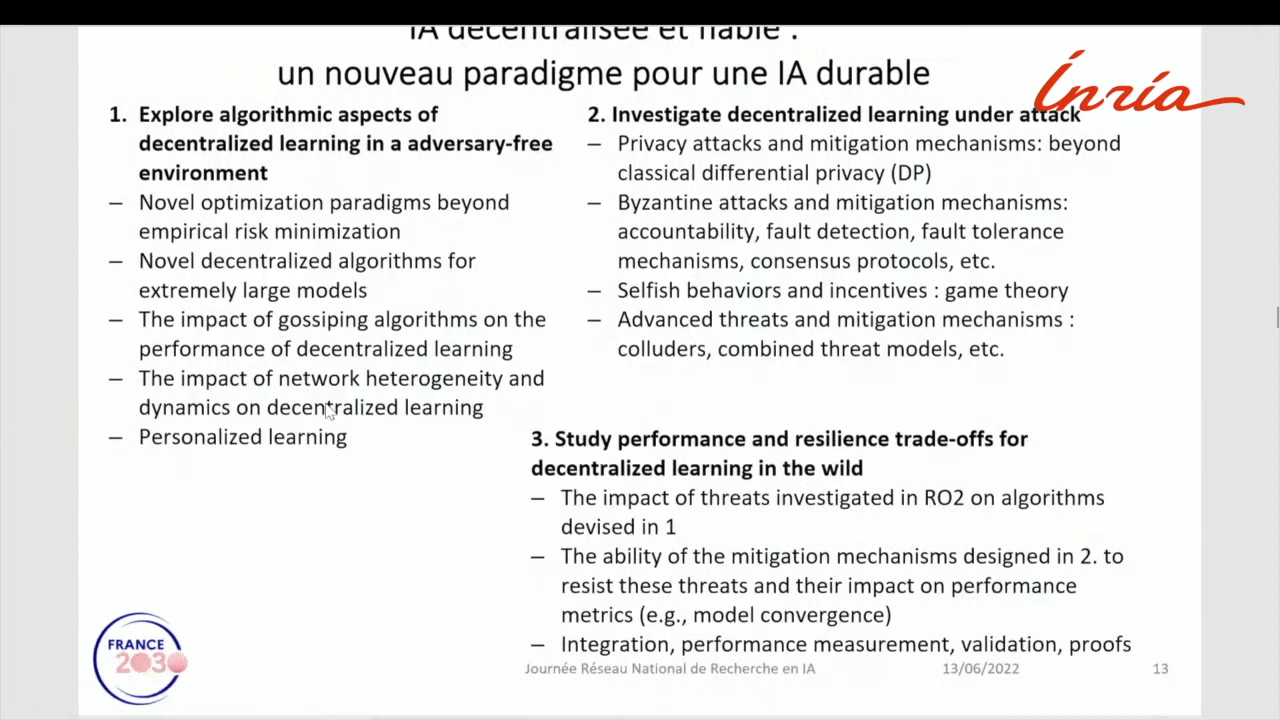 IA décentralisée et fiable :
un nouveau paradigme pour une IA durable
Inria
1. Explore algorithmic aspects of
decentralized learning in a adversary-free
environment
– Novel optimization paradigms beyond
empirical risk minimization
– Novel decentralized algorithms for
extremely large models
– The impact of gossiping algorithms on the
performance of decentralized learning
– The impact of network heterogeneity and
dynamics on decentralized learning
– Personalized learning
2. Investigate decentralized learning under attack
– Privacy attacks and mitigation mechanisms: beyond
classical differential privacy (DP)
– Byzantine attacks and mitigation mechanisms:
accountability, fault detection, fault tolerance
mechanisms, consensus protocols, etc.
– Selfish behaviors and incentives : game theory
– Advanced threats and mitigation mechanisms :
colluders, combined threat models, etc.
3. Study performance and resilience trade-offs for
decentralized learning in the wild
– The impact of threats investigated in RO2 on algorithms
devised in 1
– The ability of the mitigation mechanisms designed in 2. to
resist these threats and their impact on performance
metrics (e.g., model convergence)
– Integration, performance measurement, validation, proofs
FRANCE
2030
Journée Réseau National de Recherche en IA
13/06/2022
13